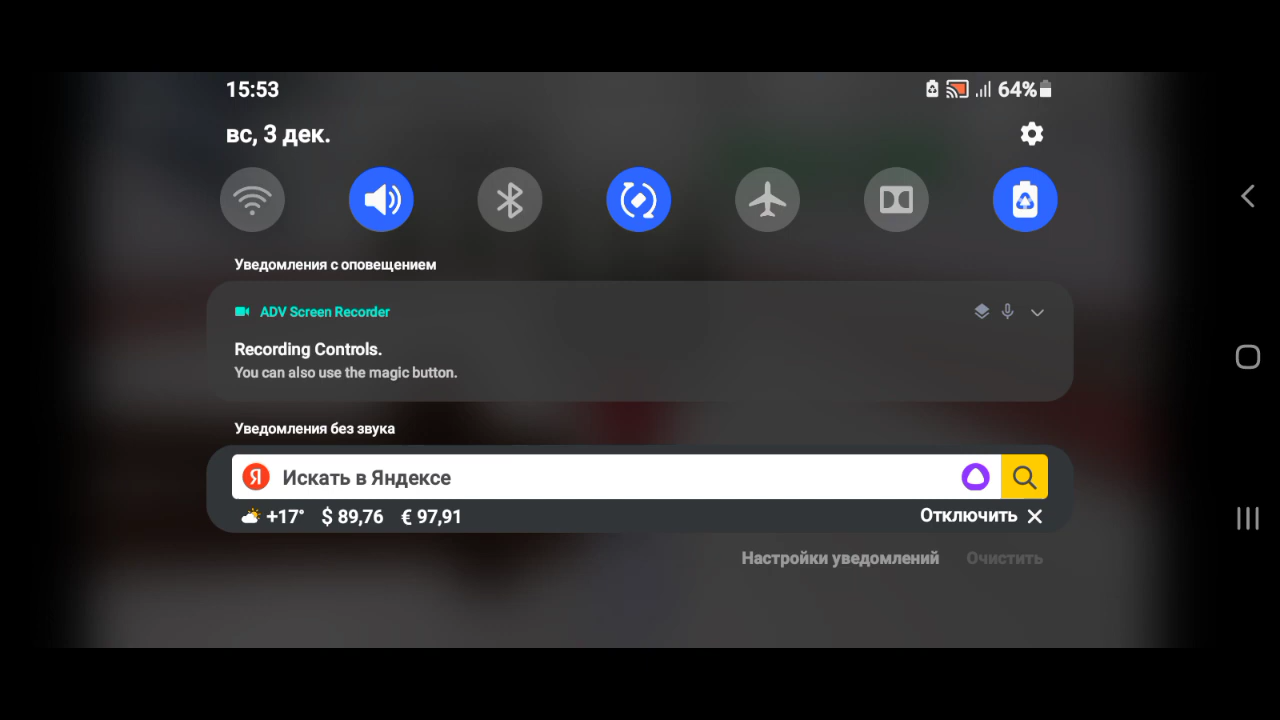 15:53
64%
вс, 3 дек.
Уведомления с оповещением
ADV Screen Recorder
Recording Controls.
You can also use the magic button.
Уведомления без звука
Я Искать в Яндексе
+17° $ 89,76 € 97,91 Отключить
Настройки уведомлений Очистить